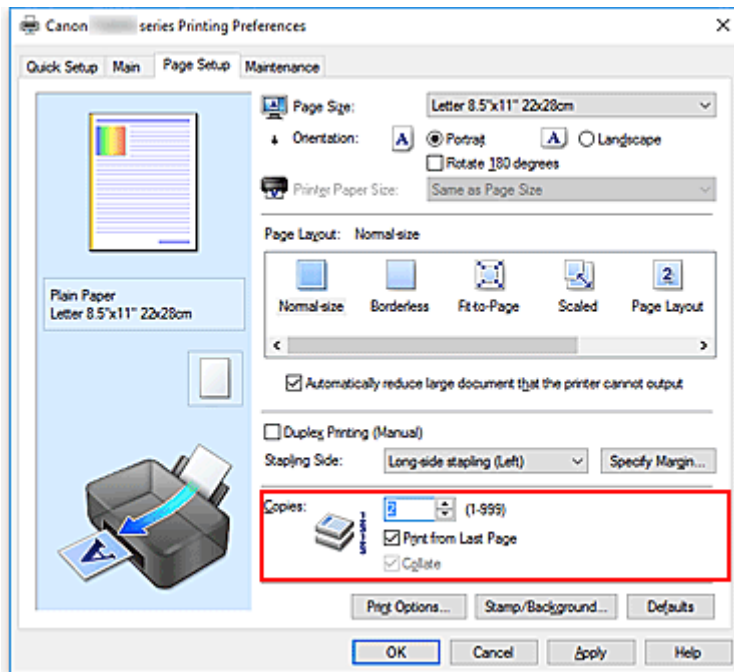 Canon series Printing Preferences
Quick Setup Main Page Setup Maintenance
Page Size: Letter 8.5"x11" 22x28cm
Orientation: A Portrait A Landscape
Rotate 180 degrees
Printer Paper Size: Same as Page Size
Page Layout: Normal-size
2
Normal-size Borderless Fit-to-Page Scaled Page Layout
Plain Paper
Letter 8.5"x11" 22x28cm
Automatically reduce large document that the printer cannot output
Duplex Printing (Manual)
Stapling Side: Long-side stapling (Left) Specify Margin...
Copies: 2 (1-999)
Print from Last Page
Collate
A
Print Options... Stamp/Background... Defaults
OK Cancel Apply Help